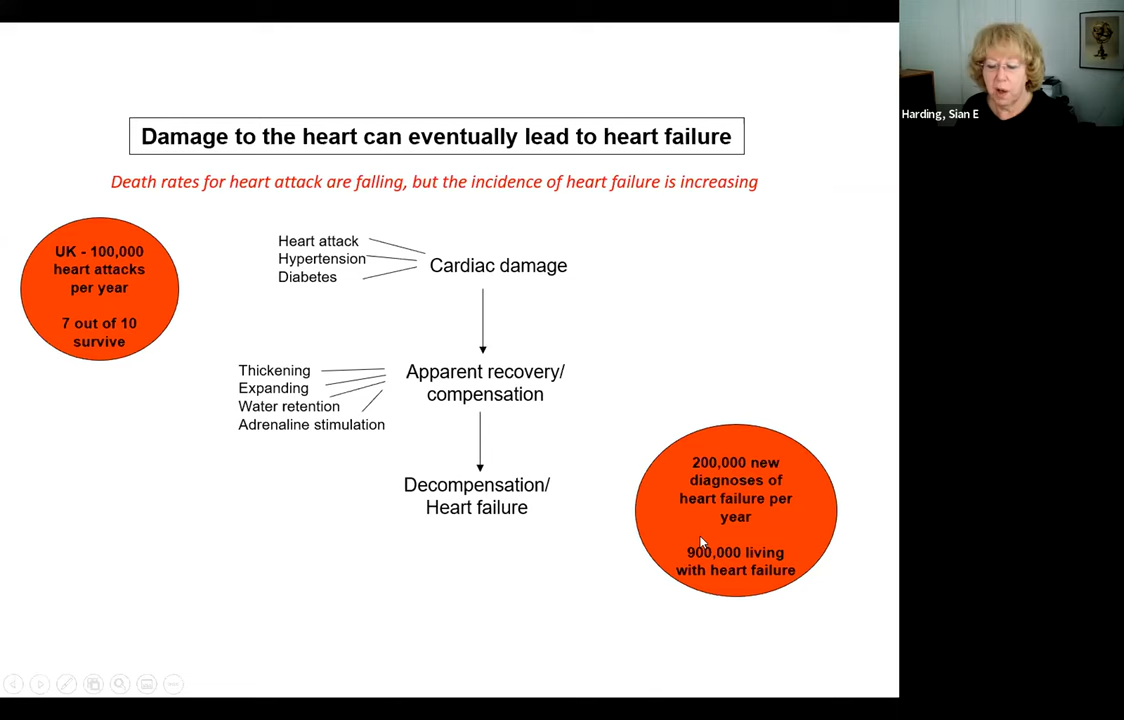 Damage to the heart can eventually lead to heart failure
Death rates for heart attack are falling, but the incidence of heart failure is increasing
UK - 100,000
heart attacks
per year
7 out of 10
survive
Heart attack
Hypertension
Diabetes
Cardiac damage
Thickening
Expanding
Water retention
Adrenaline stimulation
Apparent recovery/
compensation
Decompensation/
Heart failure
200,000 new
diagnoses of
heart failure per
year
900,000 living
with heart failure
Harding, Sian E